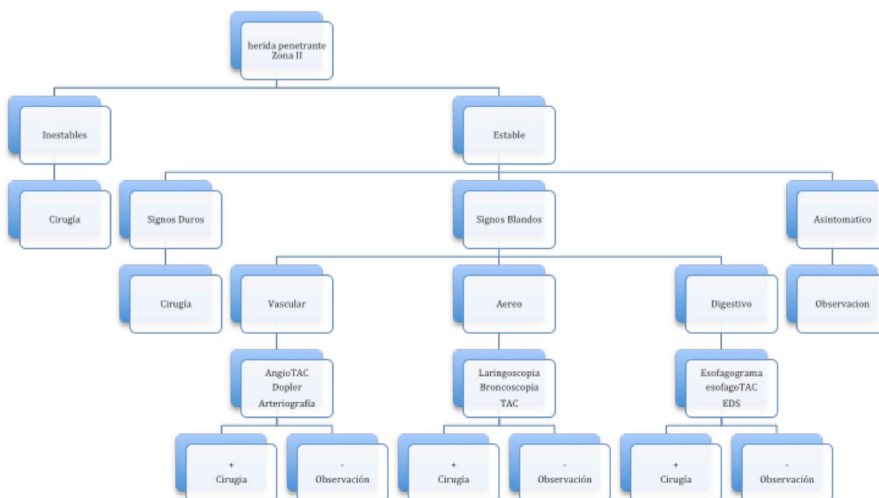 herida penetrante
Zona II
Inestables
Estable
Cirugía
Signos Duros
Signos Blandos
Asintomatico
Cirugía
Vascular
Aereo
Digestivo
Observacion
AngioTAC
Dopler
Arteriografía
Laringoscopia
Broncoscopia
TAC
Esofagograma
esofagoTAC
EDS
+
Cirugia
-
Observación
+
Cirugía
-
Observación
+
Cirugía
-
Observación